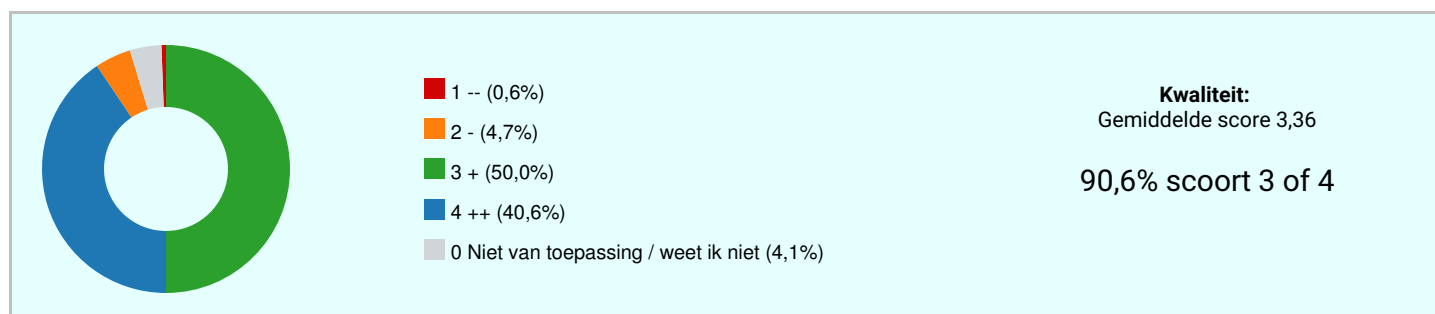 1 -- (0,6%)
2 - (4,7%)
3 + (50,0%)
4 ++ (40,6%)
0 Niet van toepassing / weet ik niet (4,1%)
Kwaliteit:
Gemiddelde score 3,36
90,6% scoort 3 of 4